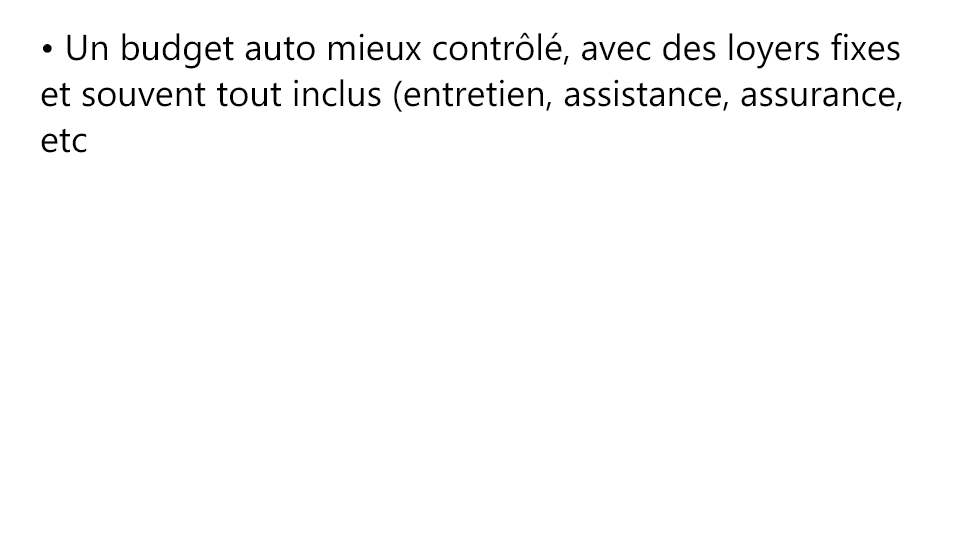 • Un budget auto mieux contrôlé, avec des loyers fixes
et souvent tout inclus (entretien, assistance, assurance,
etc